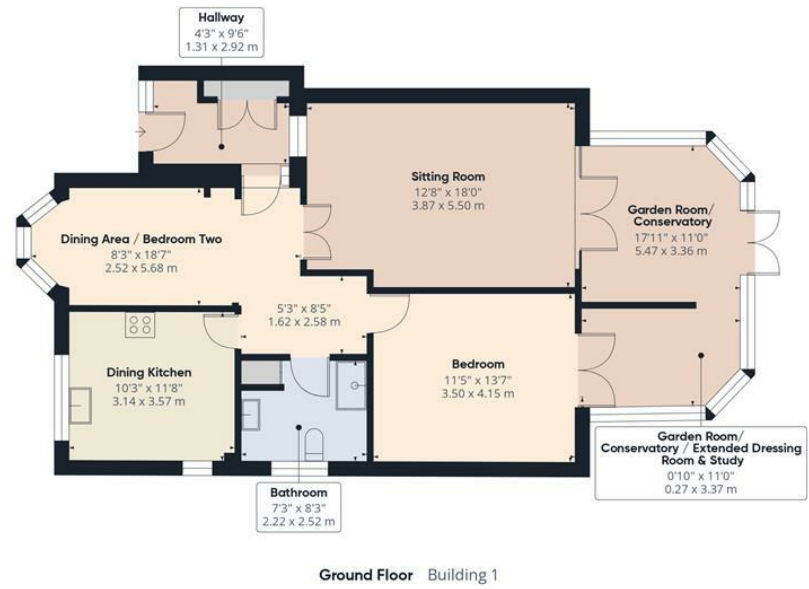 Hallway
4'3" x 9'6"
1.31 x 2.92 m
Sitting Room
12'8" x 18'0"
3.87 x 5.50 m
Garden Room/
Conservatory
17'11" x 11'0"
5.47 x 3.36 m
Dining Area / Bedroom Two
8'3" x 18'7"
2.52 x 5.68 m
5'3" x 8'5"
1.62 x 2.58 m
Dining Kitchen
10'3" x 11'8"
3.14 x 3.57 m
Bedroom
11'5" x 13'7"
3.50 x 4.15 m
Garden Room/
Conservatory / Extended Dressing
Room & Study
0'10" x 11'0"
0.27 x 3.37 m
Bathroom
7'3" x 8'3"
2.22 x 2.52 m
Ground Floor Building 1